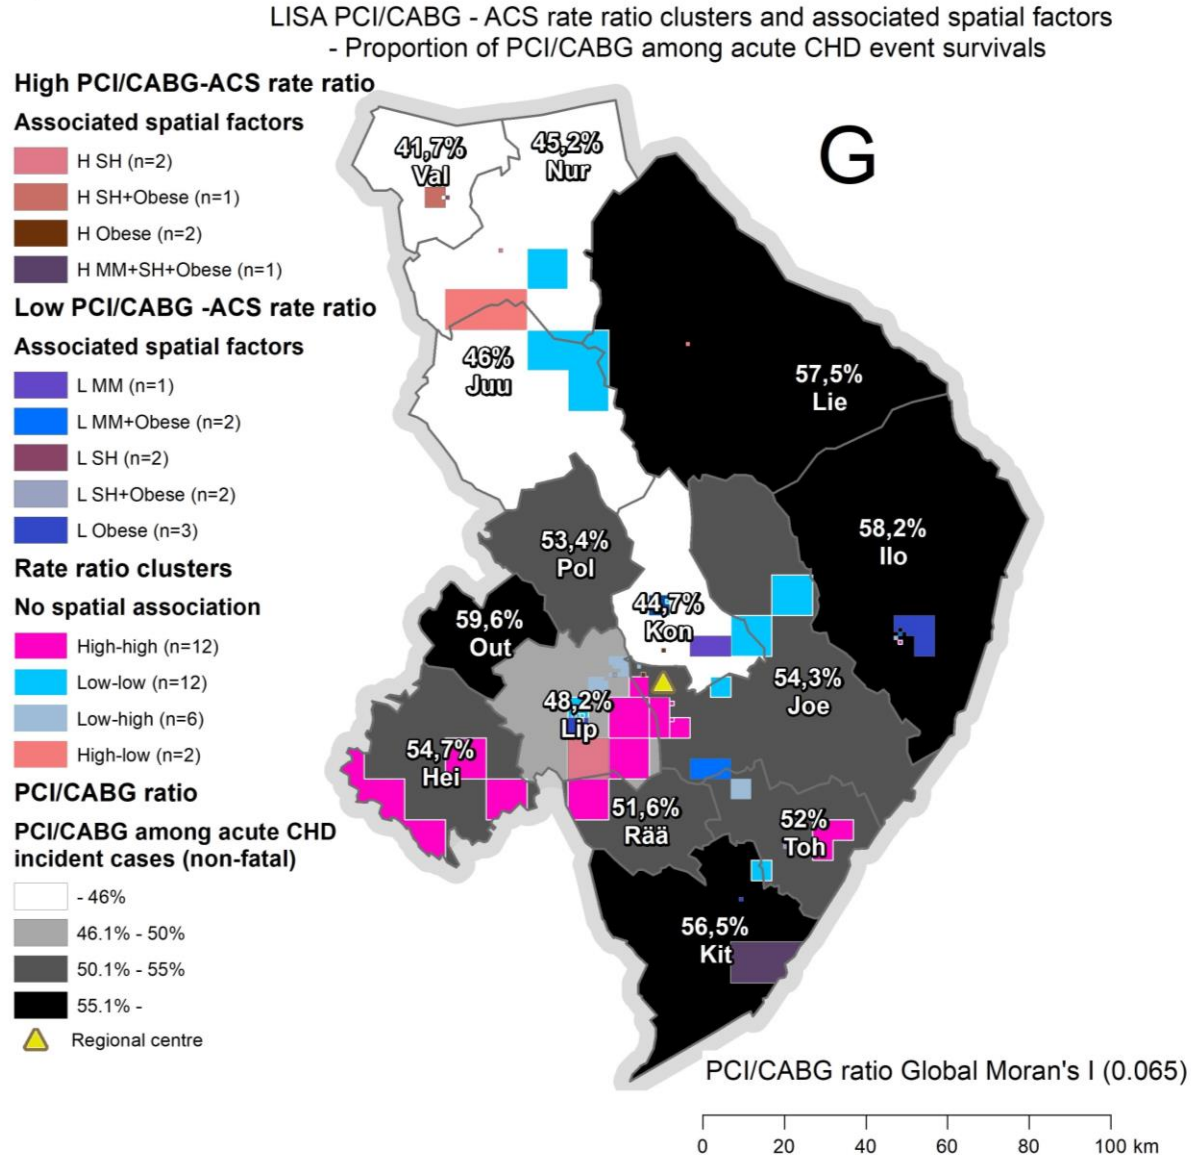 LISA PCI/CABG - ACS rate ratio clusters and associated spatial factors
- Proportion of PCI/CABG among acute CHD event survivals
High PCI/CABG-ACS rate ratio
Associated spatial factors
H SH (n=2)
H SH+Obese (n=1)
H Obese (n=2)
H MM+SH+Obese (n=1)
Low PCI/CABG -ACS rate ratio
Associated spatial factors
L MM (n=1)
L MM+Obese (n=2)
L SH (n=2)
L SH+Obese (n=2)
L Obese (n=3)
Rate ratio clusters
No spatial association
High-high (n=12)
Low-low (n=12)
Low-high (n=6)
High-low (n=2)
PCI/CABG ratio
PCI/CABG among acute CHD
incident cases (non-fatal)
- 46%
46.1% - 50%
50.1% - 55%
55.1% -
Regional centre
G
41,7%
Val
45,2%
Nur
46%
Juu
57,5%
Lie
58,2%
Ilo
53,4%
Pol
44,7%
Kon
59,6%
Out
54,3%
Joe
48,2%
Lip
54,7%
Hei
51,6%
Rää
52%
Toh
56,5%
Kit
PCI/CABG ratio Global Moran's I (0.065)
0 20 40 60 80 100 km